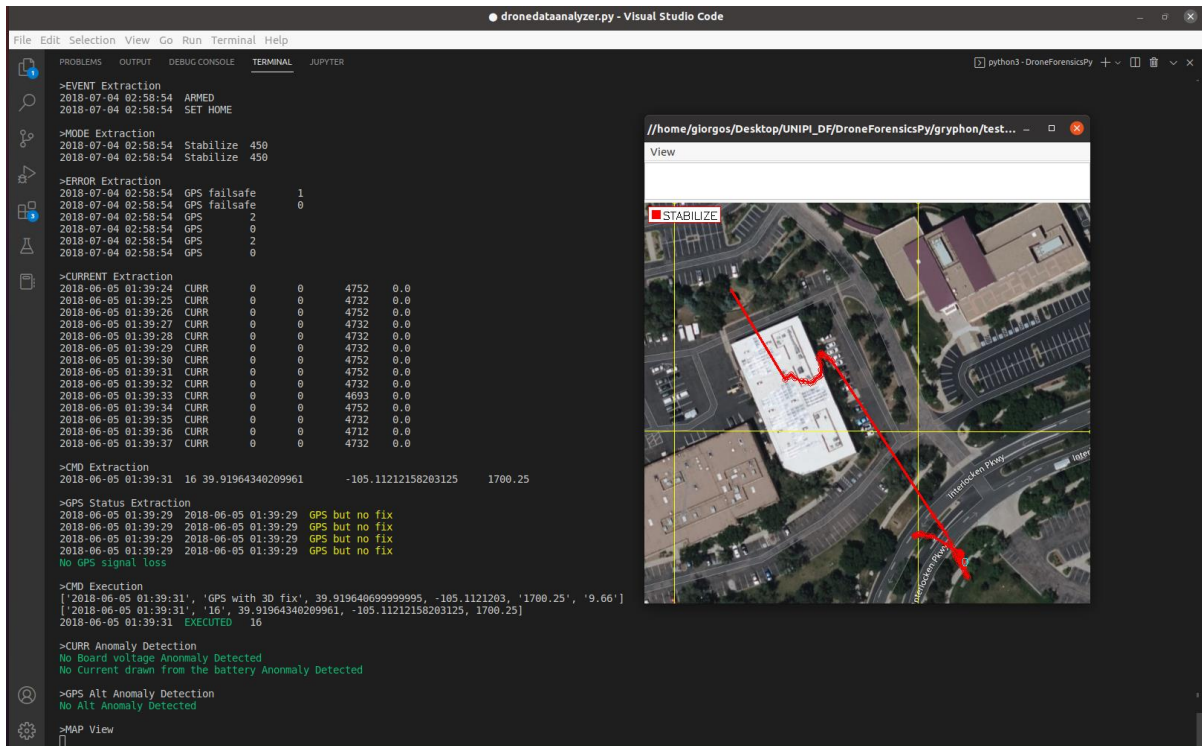 ● dronedataanalyzer.py - Visual Studio Code
File Edit Selection View Go Run Terminal Help
PROBLEMS OUTPUT DEBUG CONSOLE TERMINAL JUPYTER
python3 - DroneForensicsPy
>EVENT Extraction
2018-07-04 02:58:54 ARMED
2018-07-04 02:58:54 SET HOME
>MODE Extraction
2018-07-04 02:58:54 Stabilize 450
2018-07-04 02:58:54 Stabilize 450
>ERROR Extraction
2018-07-04 02:58:54 GPS failsafe 1
2018-07-04 02:58:54 GPS failsafe 0
2018-07-04 02:58:54 GPS 2
2018-07-04 02:58:54 GPS 0
2018-07-04 02:58:54 GPS 2
2018-07-04 02:58:54 GPS 0
>CURRENT Extraction
2018-06-05 01:39:24 CURR 0 0 4752 0.0
2018-06-05 01:39:25 CURR 0 0 4732 0.0
2018-06-05 01:39:26 CURR 0 0 4752 0.0
2018-06-05 01:39:27 CURR 0 0 4732 0.0
2018-06-05 01:39:28 CURR 0 0 4732 0.0
2018-06-05 01:39:29 CURR 0 0 4732 0.0
2018-06-05 01:39:30 CURR 0 0 4752 0.0
2018-06-05 01:39:31 CURR 0 0 4752 0.0
2018-06-05 01:39:32 CURR 0 0 4732 0.0
2018-06-05 01:39:33 CURR 0 0 4693 0.0
2018-06-05 01:39:34 CURR 0 0 4752 0.0
2018-06-05 01:39:35 CURR 0 0 4732 0.0
2018-06-05 01:39:36 CURR 0 0 4712 0.0
2018-06-05 01:39:37 CURR 0 0 4732 0.0
>CMD Extraction
2018-06-05 01:39:31 16 39.91964340209961 -105.11212158203125 1700.25
>GPS Status Extraction
2018-06-05 01:39:29 2018-06-05 01:39:29 GPS but no fix
2018-06-05 01:39:29 2018-06-05 01:39:29 GPS but no fix
2018-06-05 01:39:29 2018-06-05 01:39:29 GPS but no fix
2018-06-05 01:39:29 2018-06-05 01:39:29 GPS but no fix
No GPS signal loss
>CMD Execution
['2018-06-05 01:39:31', 'GPS with 3D fix', 39.919640699999995, -105.1121203, '1700.25', '9.66']
['2018-06-05 01:39:31', '16', 39.91964340209961, -105.11212158203125, 1700.25]
2018-06-05 01:39:31 EXECUTED 16
>CURR Anomaly Detection
No Board voltage Anonmaly Detected
No Current drawn from the battery Anonmaly Detected
>GPS Alt Anomaly Detection
No Alt Anomaly Detected
>MAP View
//home/giorgos/Desktop/UNIPI_DF/DroneForensicsPy/gryphon/test...
View
STABILIZE
Interlocken Pkwy
Inter
Interlocken Pkwy
1
3